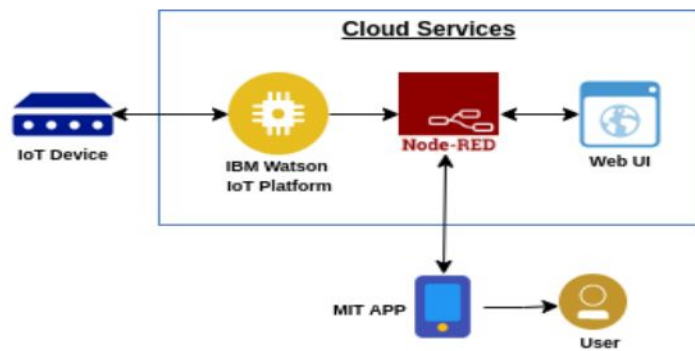 Cloud Services
IoT Device
IBM Watson
IoT Platform
Node-RED
Web UI
MIT APP
User